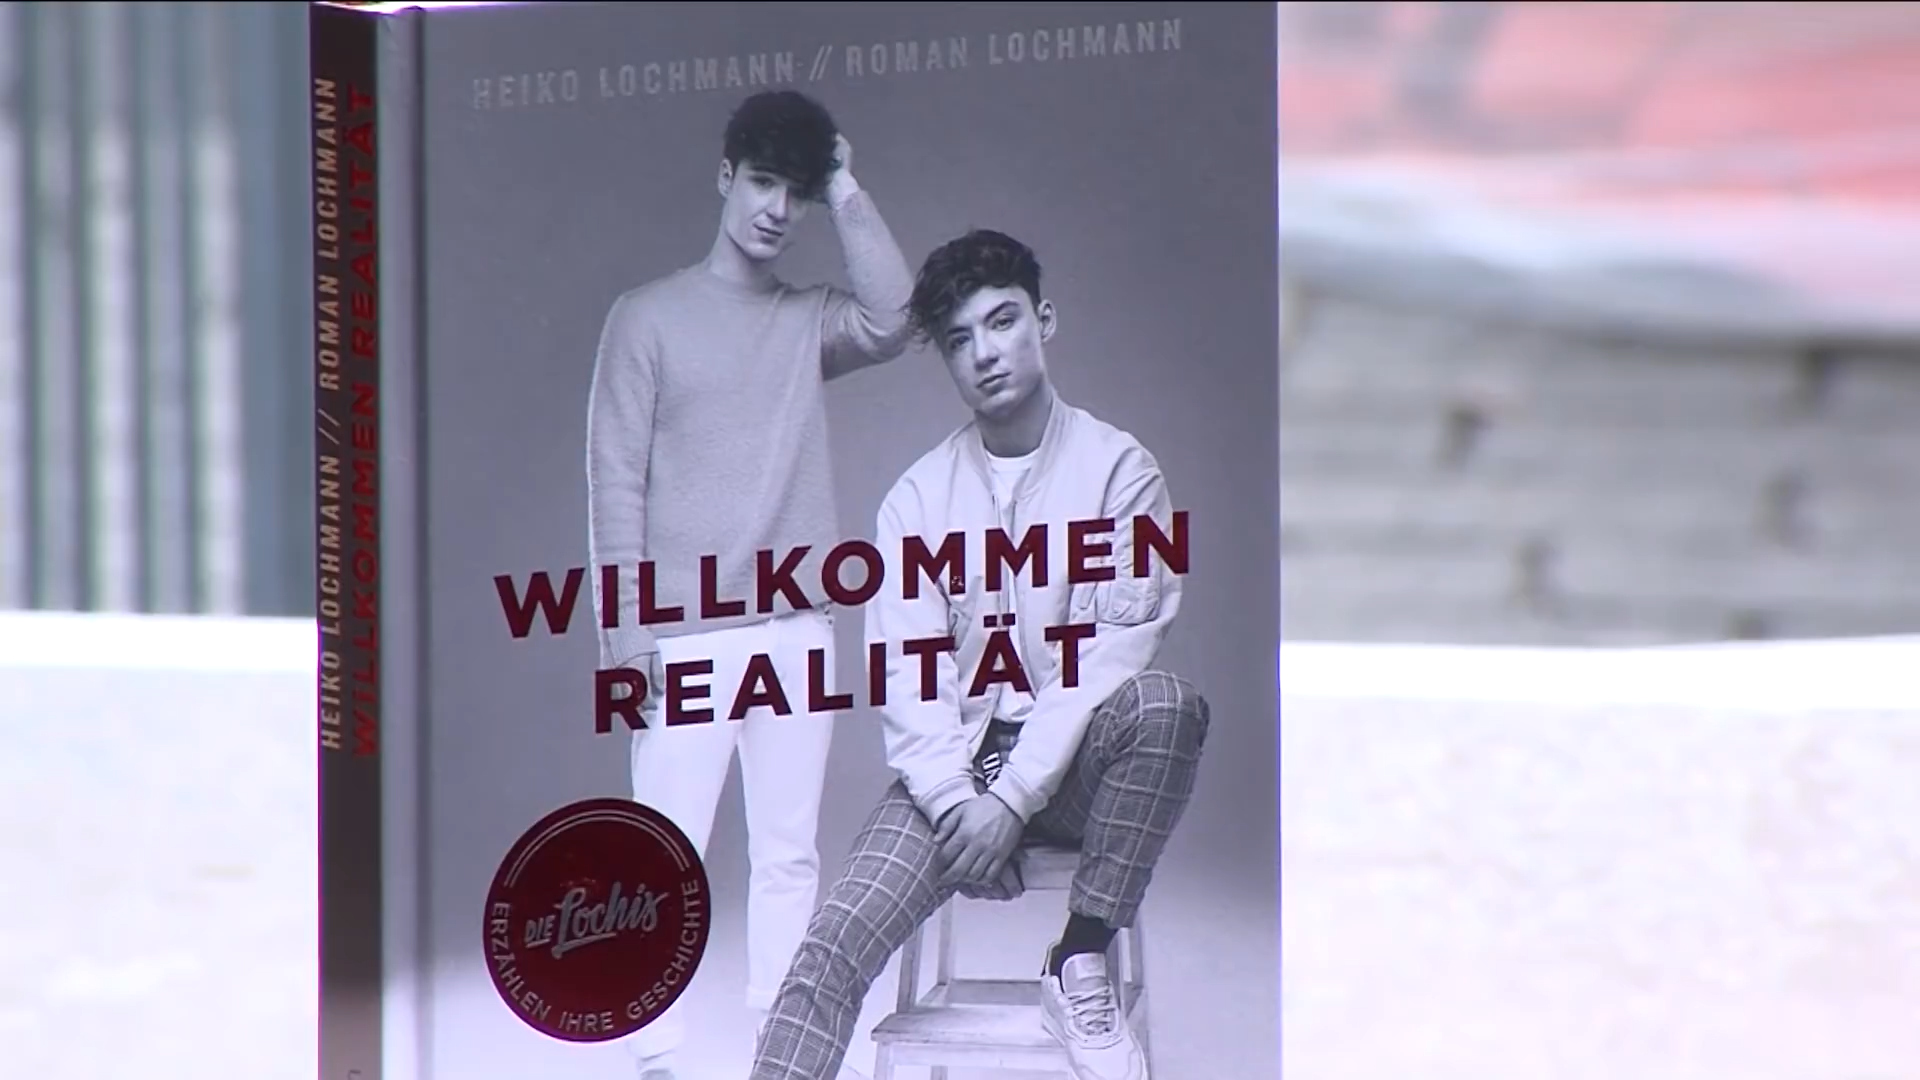 HEIKO LOCHMANN // ROMAN LOCHMANN
WILLKOMMEN REALITÄT
HEIKO LOCHMANN // ROMAN LOCHMANN
WILLKOMMEN
REALITÄT
DIE Lochis
ERZÄHLEN IHRE GESCHICHTE